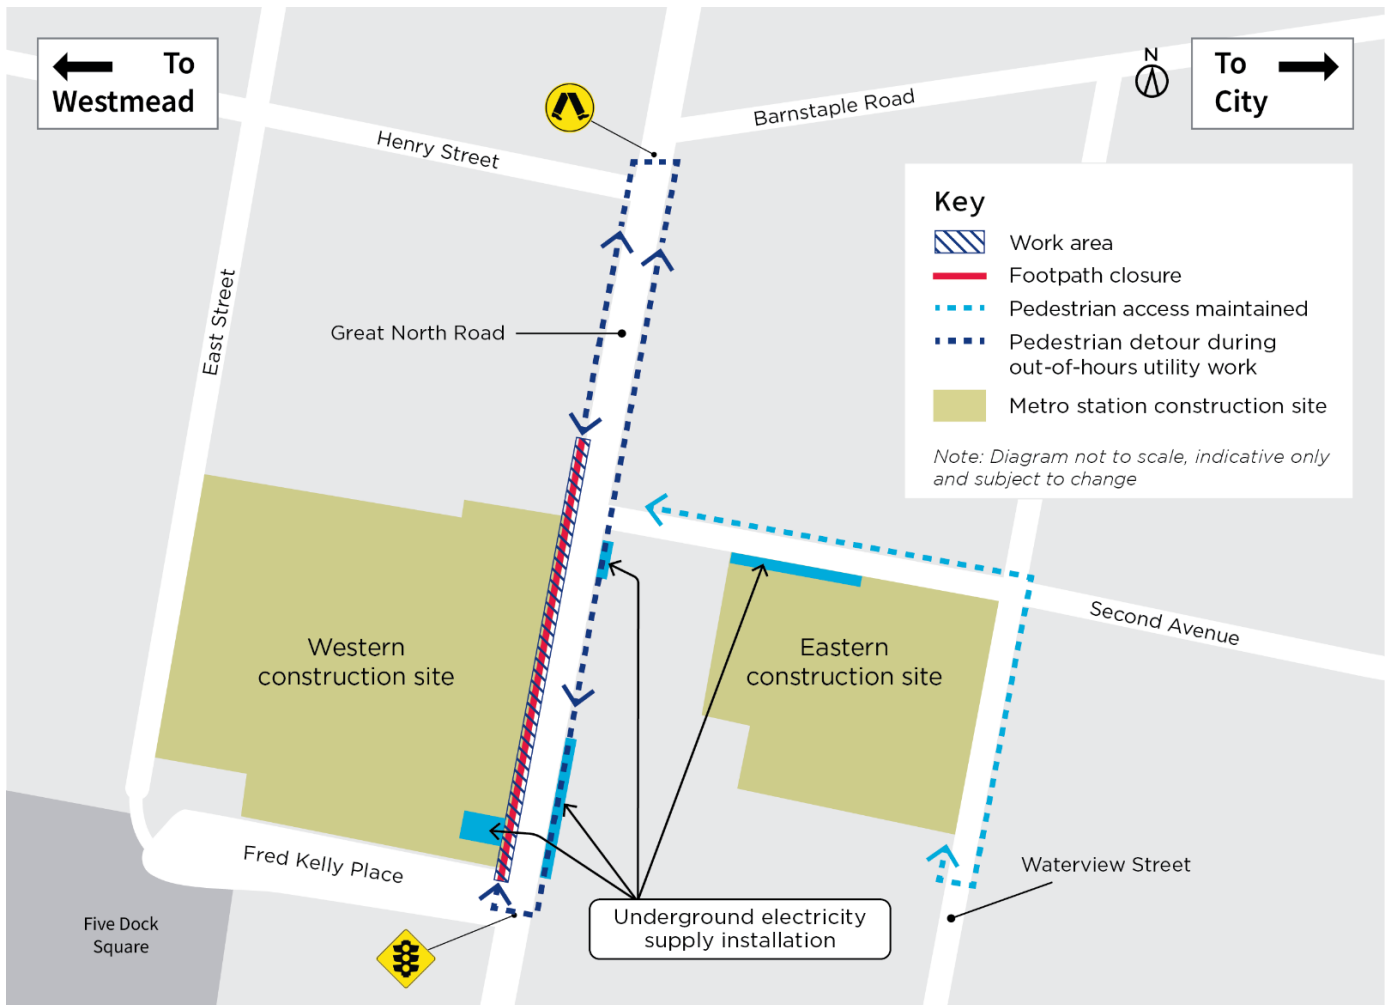 To
Westmead
N
To
City
Barnstaple Road
Henry Street
Key
Work area
Footpath closure
Pedestrian access maintained
Pedestrian detour during
out-of-hours utility work
Metro station construction site
Note: Diagram not to scale, indicative only
and subject to change
East Street
Great North Road
Second Avenue
Western
construction site
Eastern
construction site
Fred Kelly Place
Waterview Street
Underground electricity
supply installation
Five Dock
Square